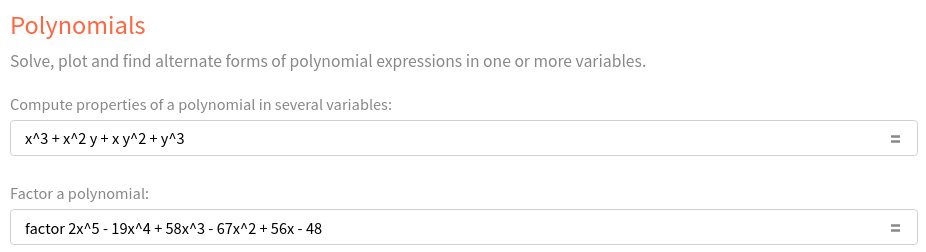 Polynomials
Solve, plot and find alternate forms of polynomial expressions in one or more variables.
Compute properties of a polynomial in several variables:
x^3 + x^2 y + x y^2 + y^3 =
Factor a polynomial:
factor 2x^5 - 19x^4 + 58x^3 - 67x^2 + 56x - 48 =